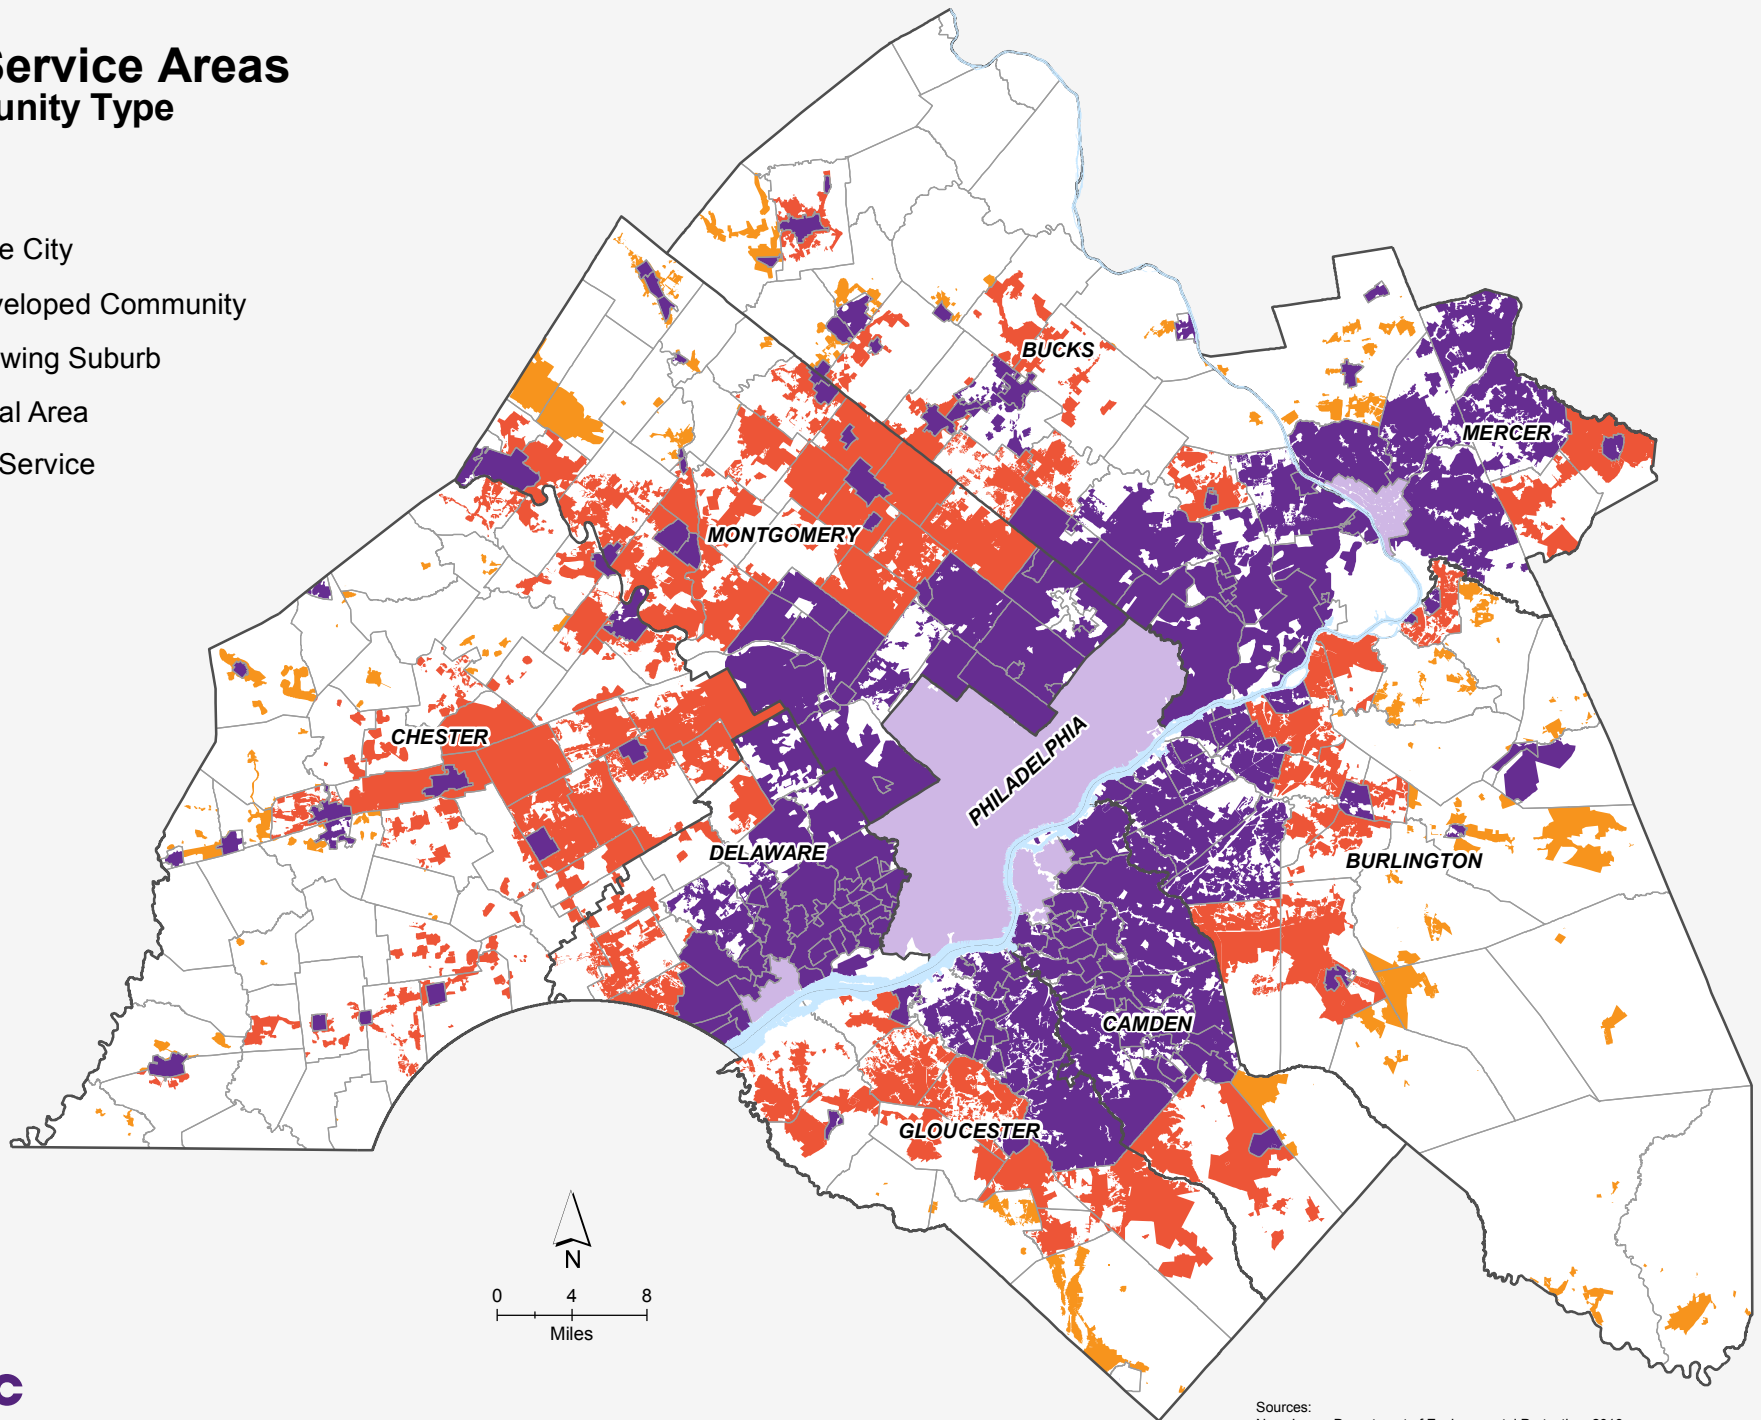 Service Areas
unity Type
e City
veloped Community
wing Suburb
al Area
Service
BUCKS
MERCER
MONTGOMERY
CHESTER
PHILADELPHIA
DELAWARE
BURLINGTON
CAMDEN
GLOUCESTER
N
0 4 8
Miles
c
Sources: